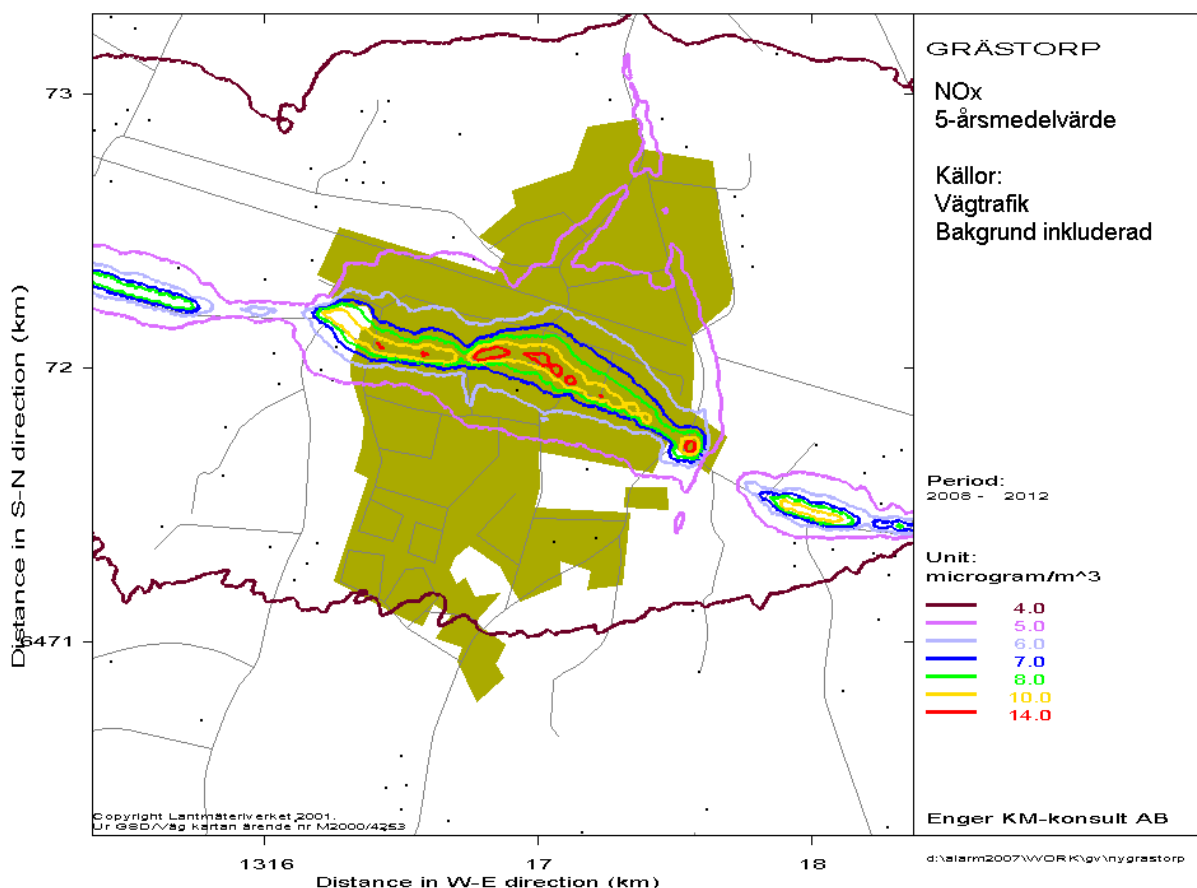 GRÄSTORP
NOx
5-årsmedelvärde
Källor:
Vägtrafik
Bakgrund inkluderad
Period:
2008 - 2012
Unit:
microgram/m^3
4.0
5.0
6.0
7.0
8.0
10.0
14.0
Enger KM-konsult AB
d:\alarm2007\WORK\gv\nygrastorp
Distance in S-N direction (km)
73
72
6471
Copyright Lantmäteriverket 2001.
Ur GSD/Väg kartan ärende nr M2000/4253
1316
17
18
Distance in W-E direction (km)